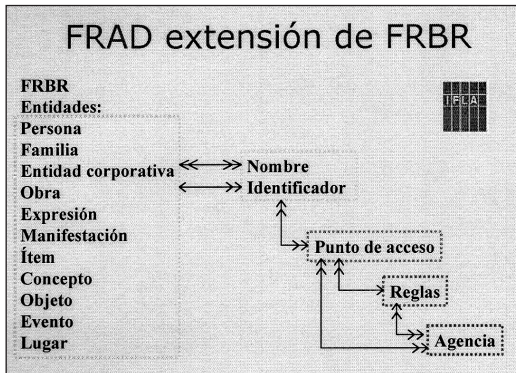 FRAD extensión de FRBR
FRBR
Entidades:
Persona
Familia
Entidad corporativa
Obra
Expresión
Manifestación
Ítem
Concepto
Objeto
Evento
Lugar
IFLA
Nombre
Identificador
Punto de acceso
Reglas
Agencia